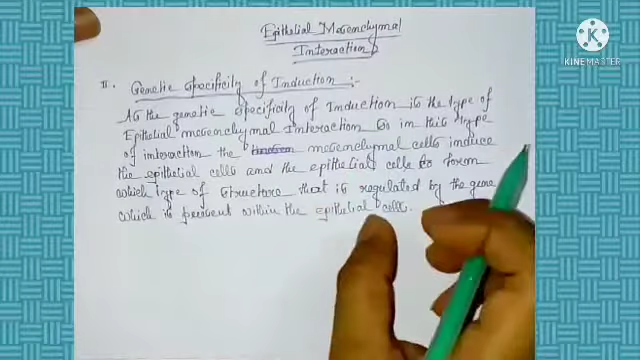 Epithelial Mesenchymal
Interaction
II. Genetic specificity of Induction :-
As the genetic specificity of Induction is the type of
Epithelial mesenchymal Interaction so in this type
of interaction the mesenchymal cells induce
the epithelial cells and the epithelial cells to form
which type of structure that is regulated by the gene
which is present within the epithelial cells.
KINEMASTER